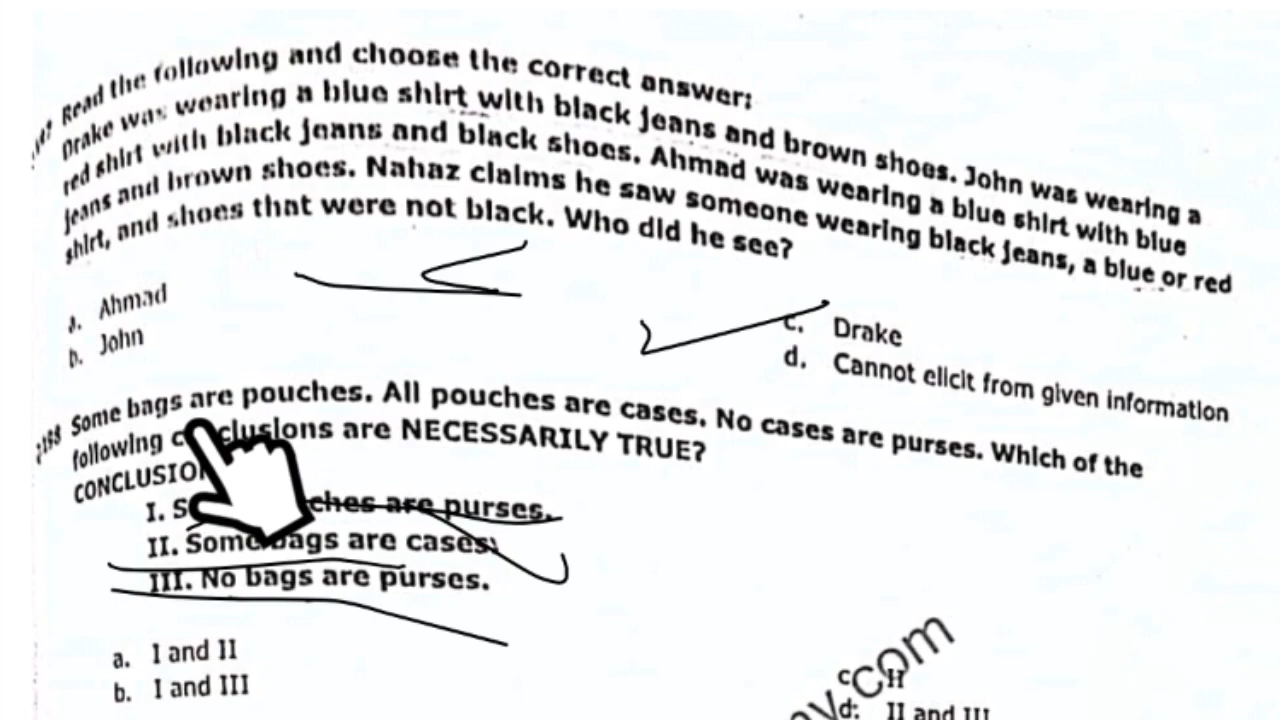 Read the following and choose the correct answer:
Drake was wearing a blue shirt with black jeans and brown shoes. John was wearing a
red shirt with black jeans and black shoes. Ahmad was wearing a blue shirt with blue
jeans and brown shoes. Nahaz claims he saw someone wearing black jeans, a blue or red
shirt, and shoes that were not black. Who did he see?
a. Ahmad
b. John
c. Drake
d. Cannot elicit from given information
Some bags are pouches. All pouches are cases. No cases are purses. Which of the
following conclusions are NECESSARILY TRUE?
I. are purses.
II. Some bags are cases.
III. No bags are purses.
a. I and II
b. I and III
c. II
d. II and III
.com